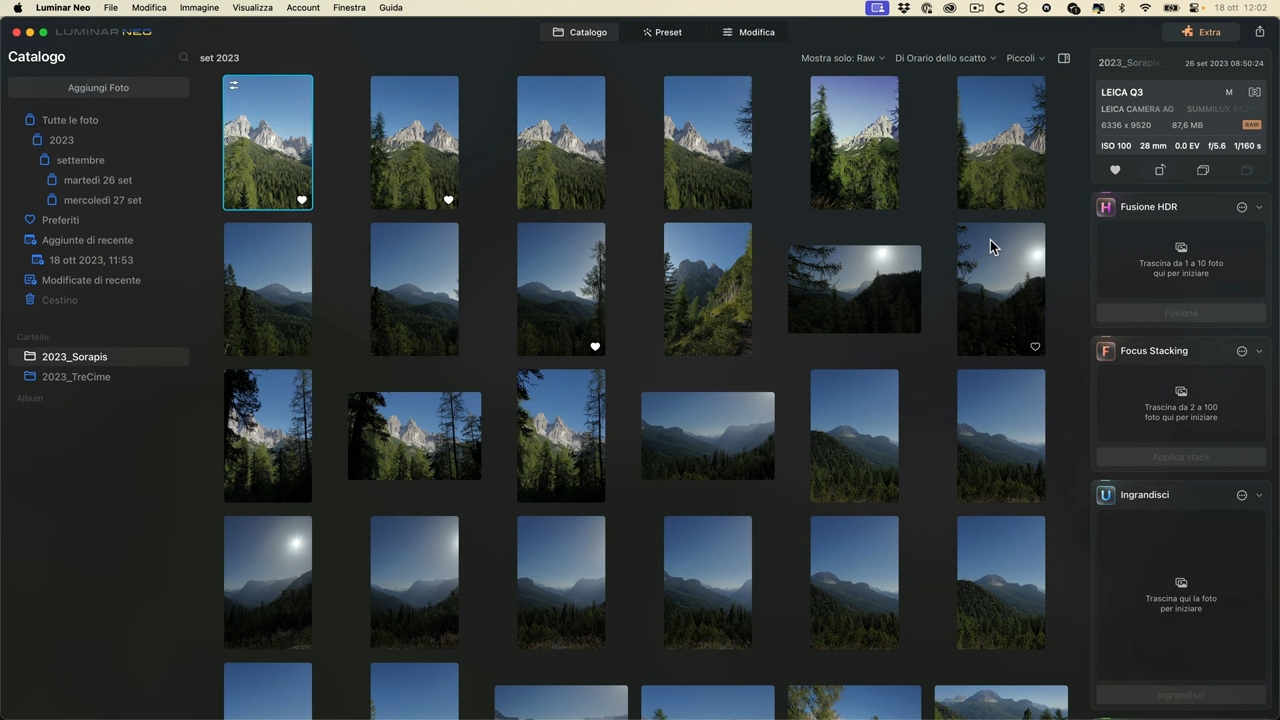 Luminar Neo File Modifica Immagine Visualizza Account Finestra Guida
18 ott 12:02
LUMINAR NEO
Catalogo Preset Modifica
Extra
Catalogo
set 2023
Mostra solo: Raw Di Orario dello scatto Piccoli
Aggiungi Foto
Tutte le foto
2023
settembre
martedì 26 set
mercoledì 27 set
Preferiti
Aggiunte di recente
18 ott 2023, 11:53
Modificate di recente
Cestino
Cartelle
2023_Sorapis
2023_TreCime
Album
2023_Sorapis 26 set 2023 08:50:24
LEICA Q3 M
LEICA CAMERA AG SUMMILUX 1:1.
6336 x 9520 87,6 MB RAW
ISO 100 28 mm 0.0 EV f/5.6 1/160 s
Fusione HDR
Trascina da 1 a 10 foto
qui per iniziare
Fusione
Focus Stacking
Trascina da 2 a 100
foto qui per iniziare
Applica stack
Ingrandisci
Trascina qui la foto
per iniziare
Ingrandisci